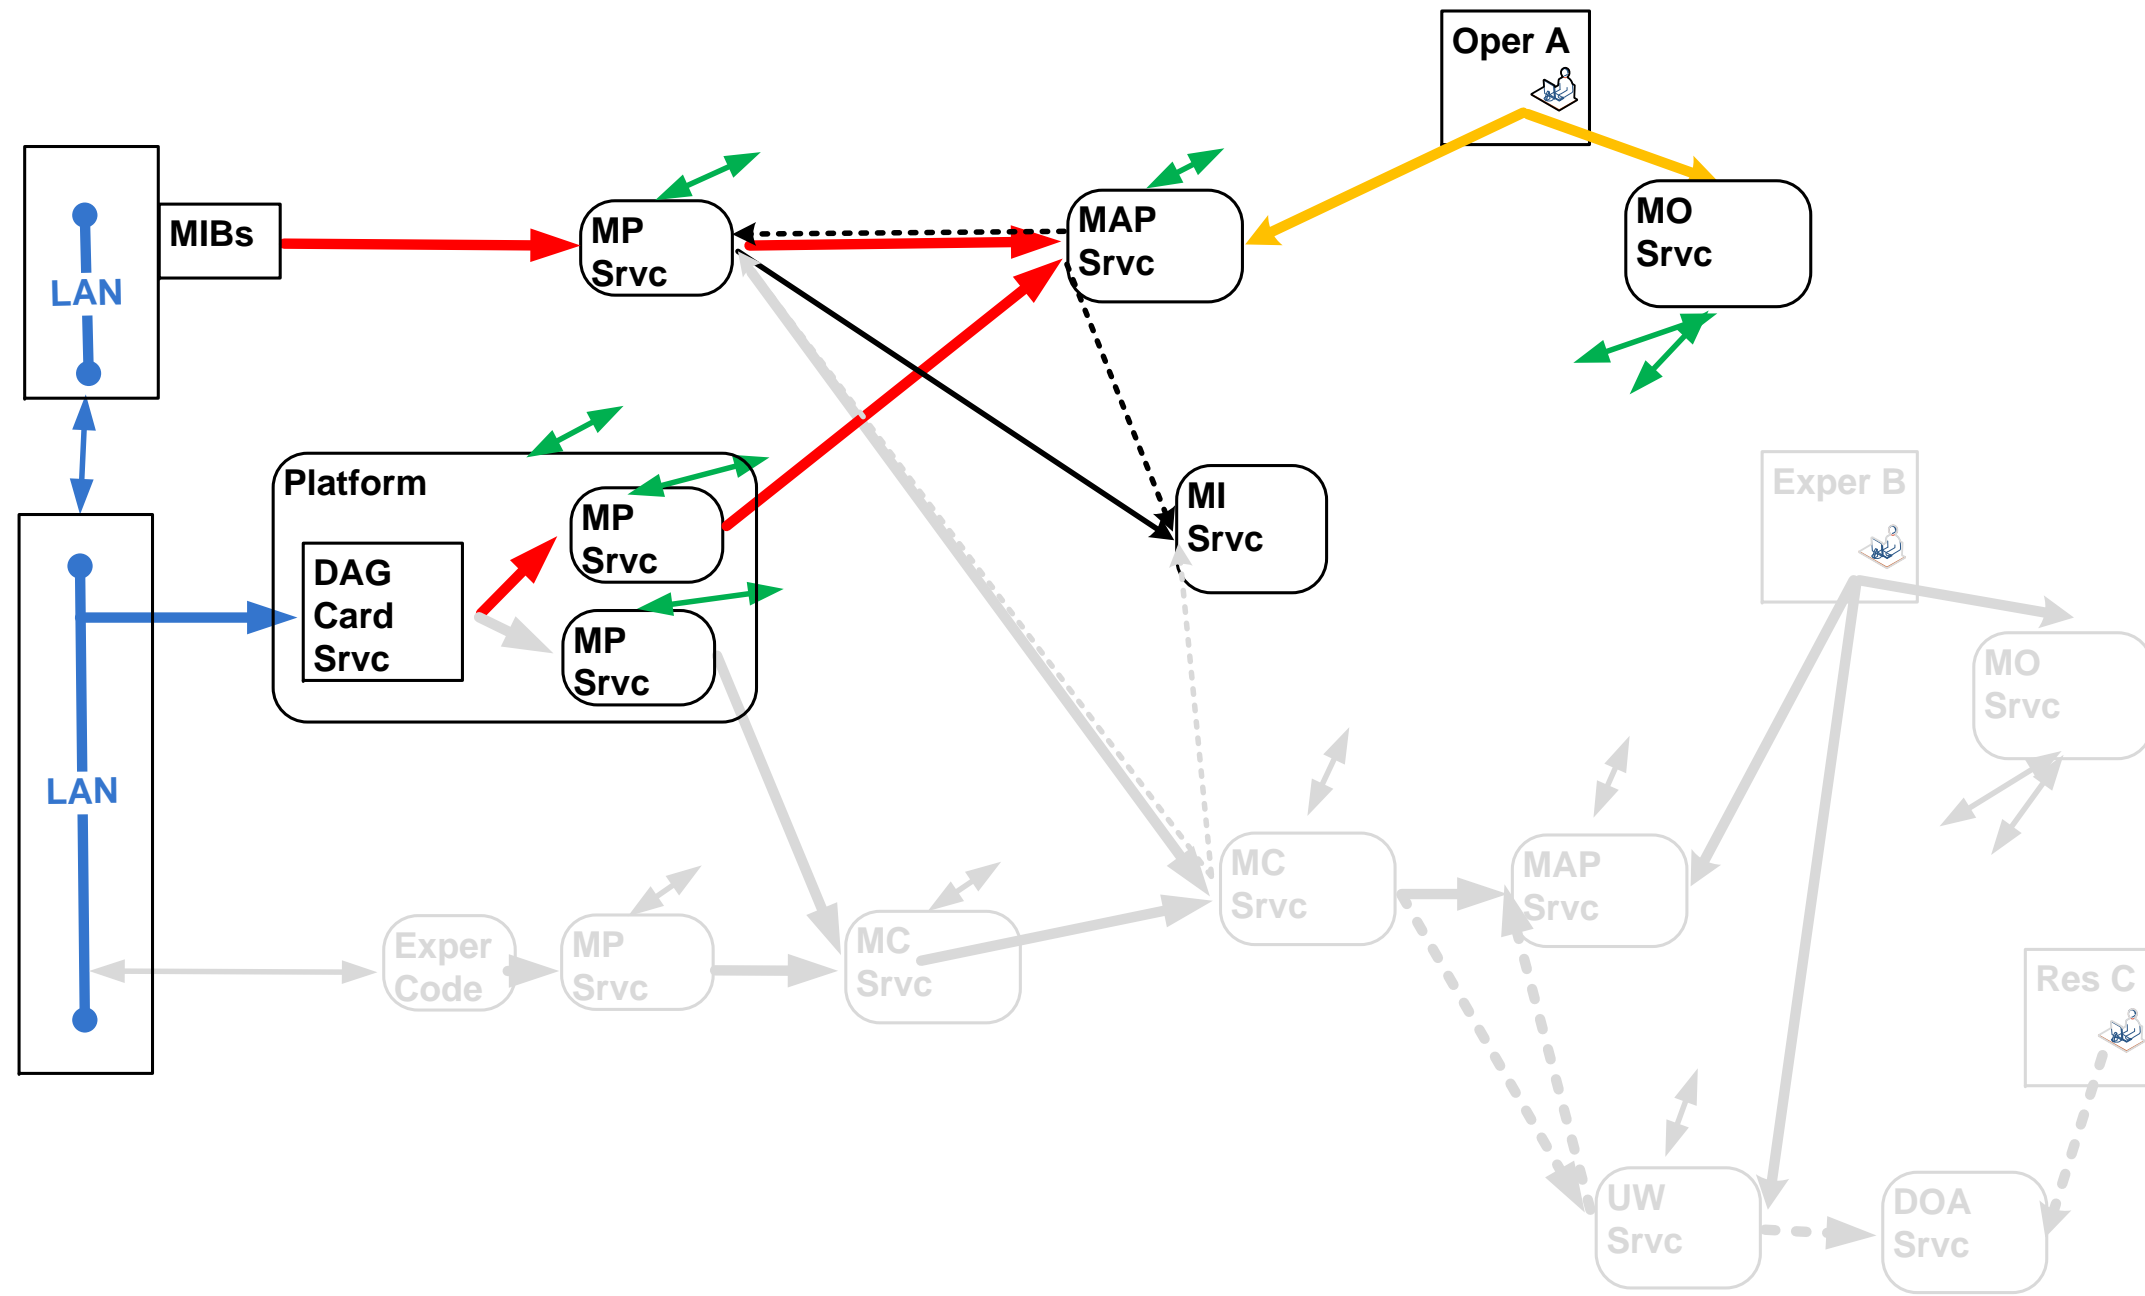 Oper A
MIBs
MP
Srvc
MAP
Srvc
MO
Srvc
LAN
Platform
MP
Srvc
DAG
Card
Srvc
MP
Srvc
MI
Srvc
Exper B
MO
Srvc
LAN
Exper
Code
MP
Srvc
MC
Srvc
MC
Srvc
MAP
Srvc
Res C
UW
Srvc
DOA
Srvc